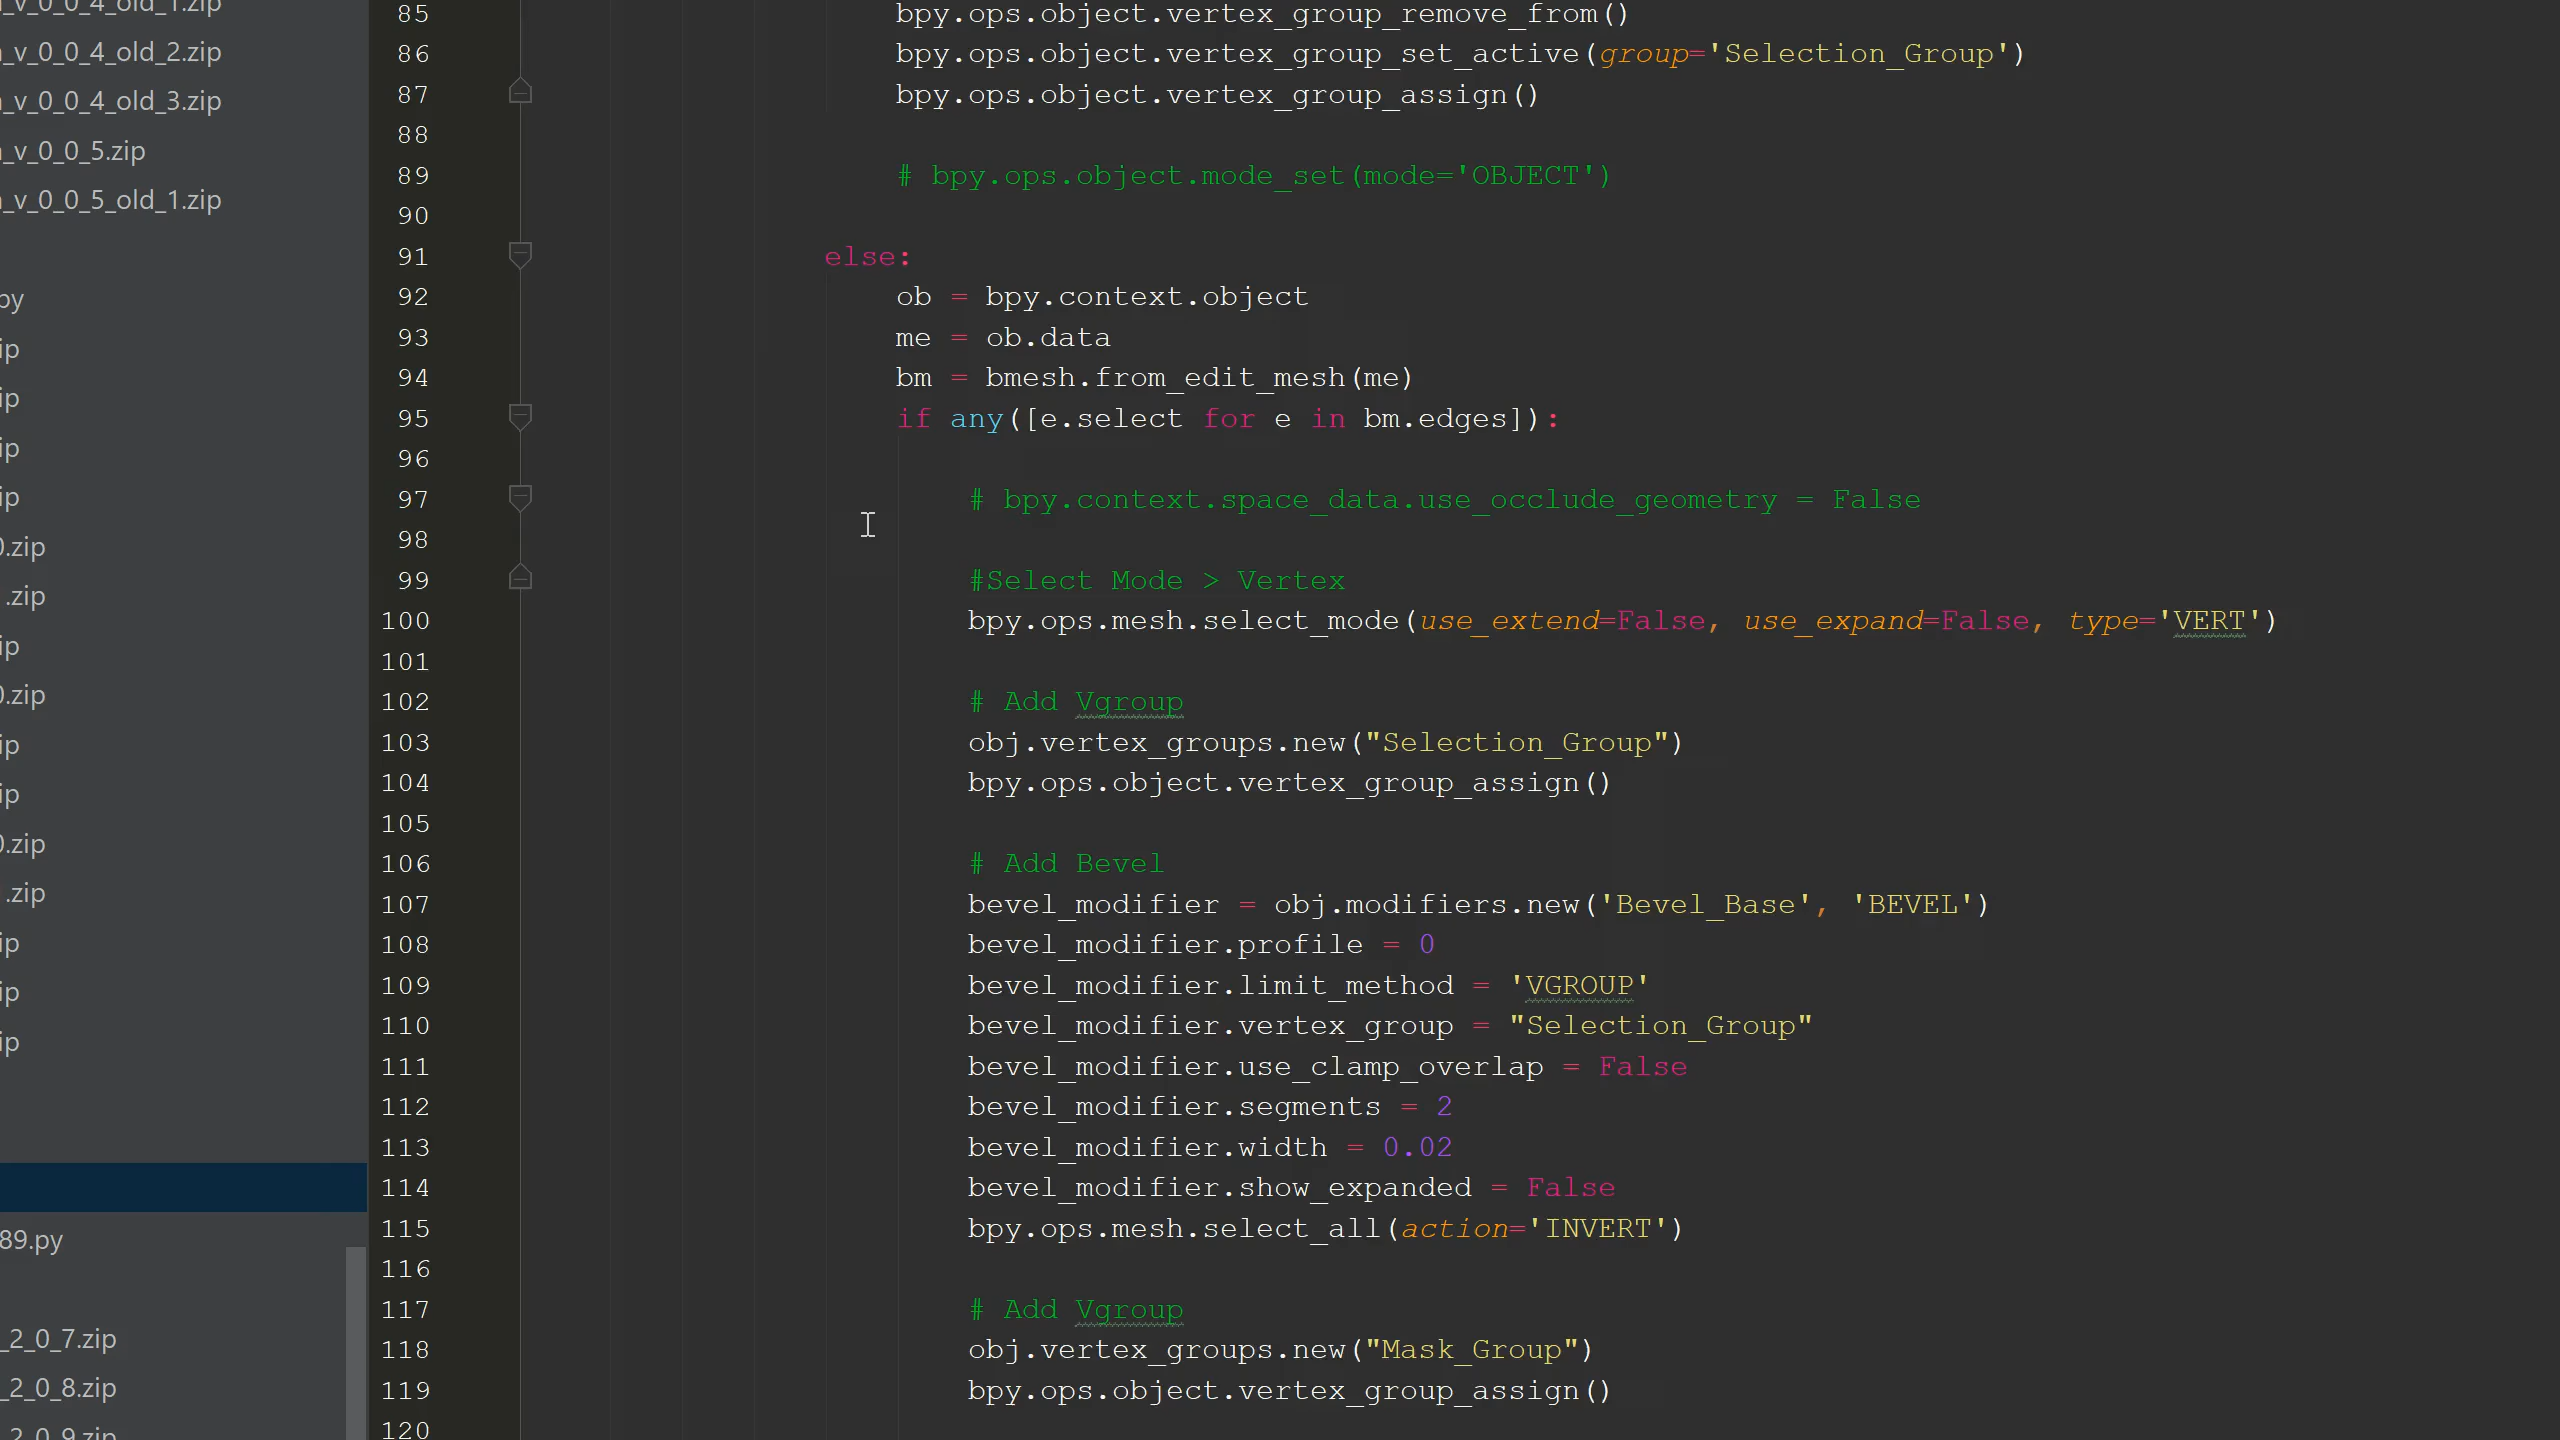 _v_0_0_4_old_1.zip
_v_0_0_4_old_2.zip
_v_0_0_4_old_3.zip
_v_0_0_5.zip
_v_0_0_5_old_1.zip
py
ip
ip
ip
ip
0.zip
.zip
ip
0.zip
ip
ip
0.zip
.zip
ip
ip
ip
89.py
_2_0_7.zip
_2_0_8.zip
_2_0_9.zip
85 bpy.ops.object.vertex_group_remove_from()
86 bpy.ops.object.vertex_group_set_active(group='Selection_Group')
87 bpy.ops.object.vertex_group_assign()
88
89 # bpy.ops.object.mode_set(mode='OBJECT')
90
91 else:
92 ob = bpy.context.object
93 me = ob.data
94 bm = bmesh.from_edit_mesh(me)
95 if any([e.select for e in bm.edges]):
96
97 # bpy.context.space_data.use_occlude_geometry = False
98
99 #Select Mode > Vertex
100 bpy.ops.mesh.select_mode(use_extend=False, use_expand=False, type='VERT')
101
102 # Add Vgroup
103 obj.vertex_groups.new("Selection_Group")
104 bpy.ops.object.vertex_group_assign()
105
106 # Add Bevel
107 bevel_modifier = obj.modifiers.new('Bevel_Base', 'BEVEL')
108 bevel_modifier.profile = 0
109 bevel_modifier.limit_method = 'VGROUP'
110 bevel_modifier.vertex_group = "Selection_Group"
111 bevel_modifier.use_clamp_overlap = False
112 bevel_modifier.segments = 2
113 bevel_modifier.width = 0.02
114 bevel_modifier.show_expanded = False
115 bpy.ops.mesh.select_all(action='INVERT')
116
117 # Add Vgroup
118 obj.vertex_groups.new("Mask_Group")
119 bpy.ops.object.vertex_group_assign()
120